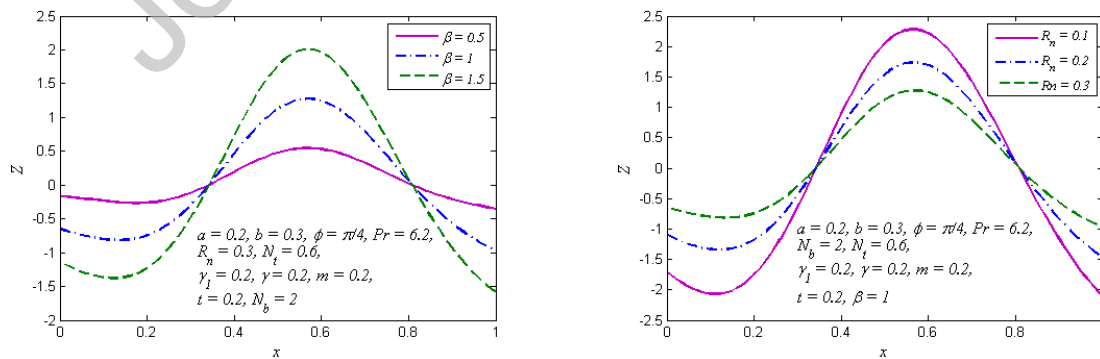 Jo
2.5
2
1.5
1
0.5
0
-0.5
-1
-1.5
-2
Z
β = 0.5
β = 1
β = 1.5
a = 0.2, b = 0.3, ϕ = π/4, Pr = 6.2,
R_n = 0.3, N_t = 0.6,
γ_1 = 0.2, γ = 0.2, m = 0.2,
t = 0.2, N_b = 2
0 0.2 0.4 0.6 0.8 1
x
2.5
2
1.5
1
0.5
0
-0.5
-1
-1.5
-2
-2.5
Z
R_n = 0.1
R_n = 0.2
Rn = 0.3
a = 0.2, b = 0.3, ϕ = π/4, Pr = 6.2,
N_b = 2, N_t = 0.6,
γ_1 = 0.2, γ = 0.2, m = 0.2,
t = 0.2, β = 1
0 0.2 0.4 0.6 0.8
x